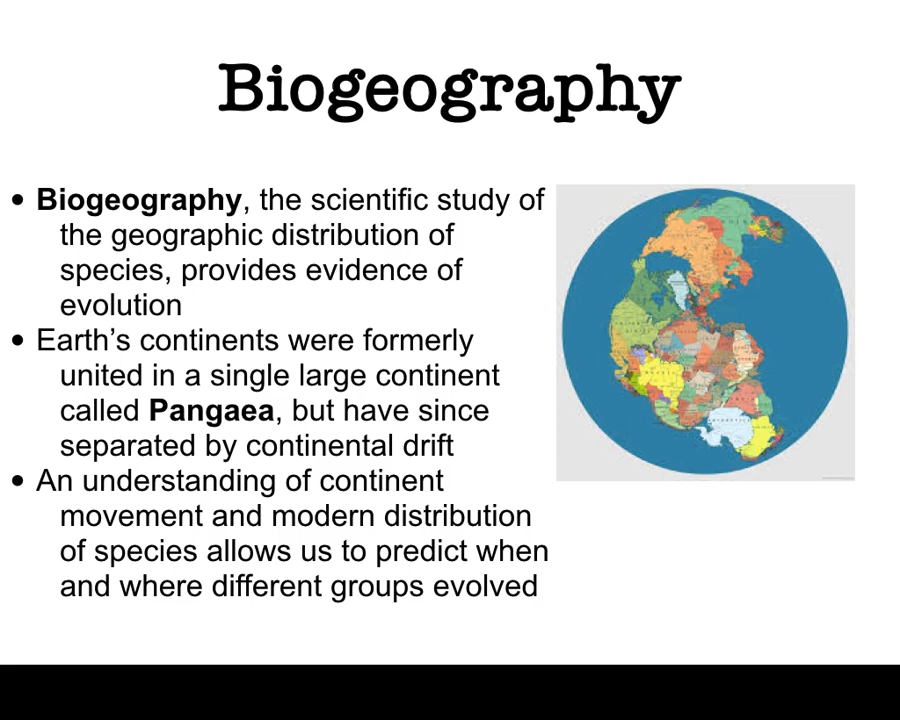 Biogeography
• Biogeography, the scientific study of
the geographic distribution of
species, provides evidence of
evolution
• Earth’s continents were formerly
united in a single large continent
called Pangaea, but have since
separated by continental drift
• An understanding of continent
movement and modern distribution
of species allows us to predict when
and where different groups evolved